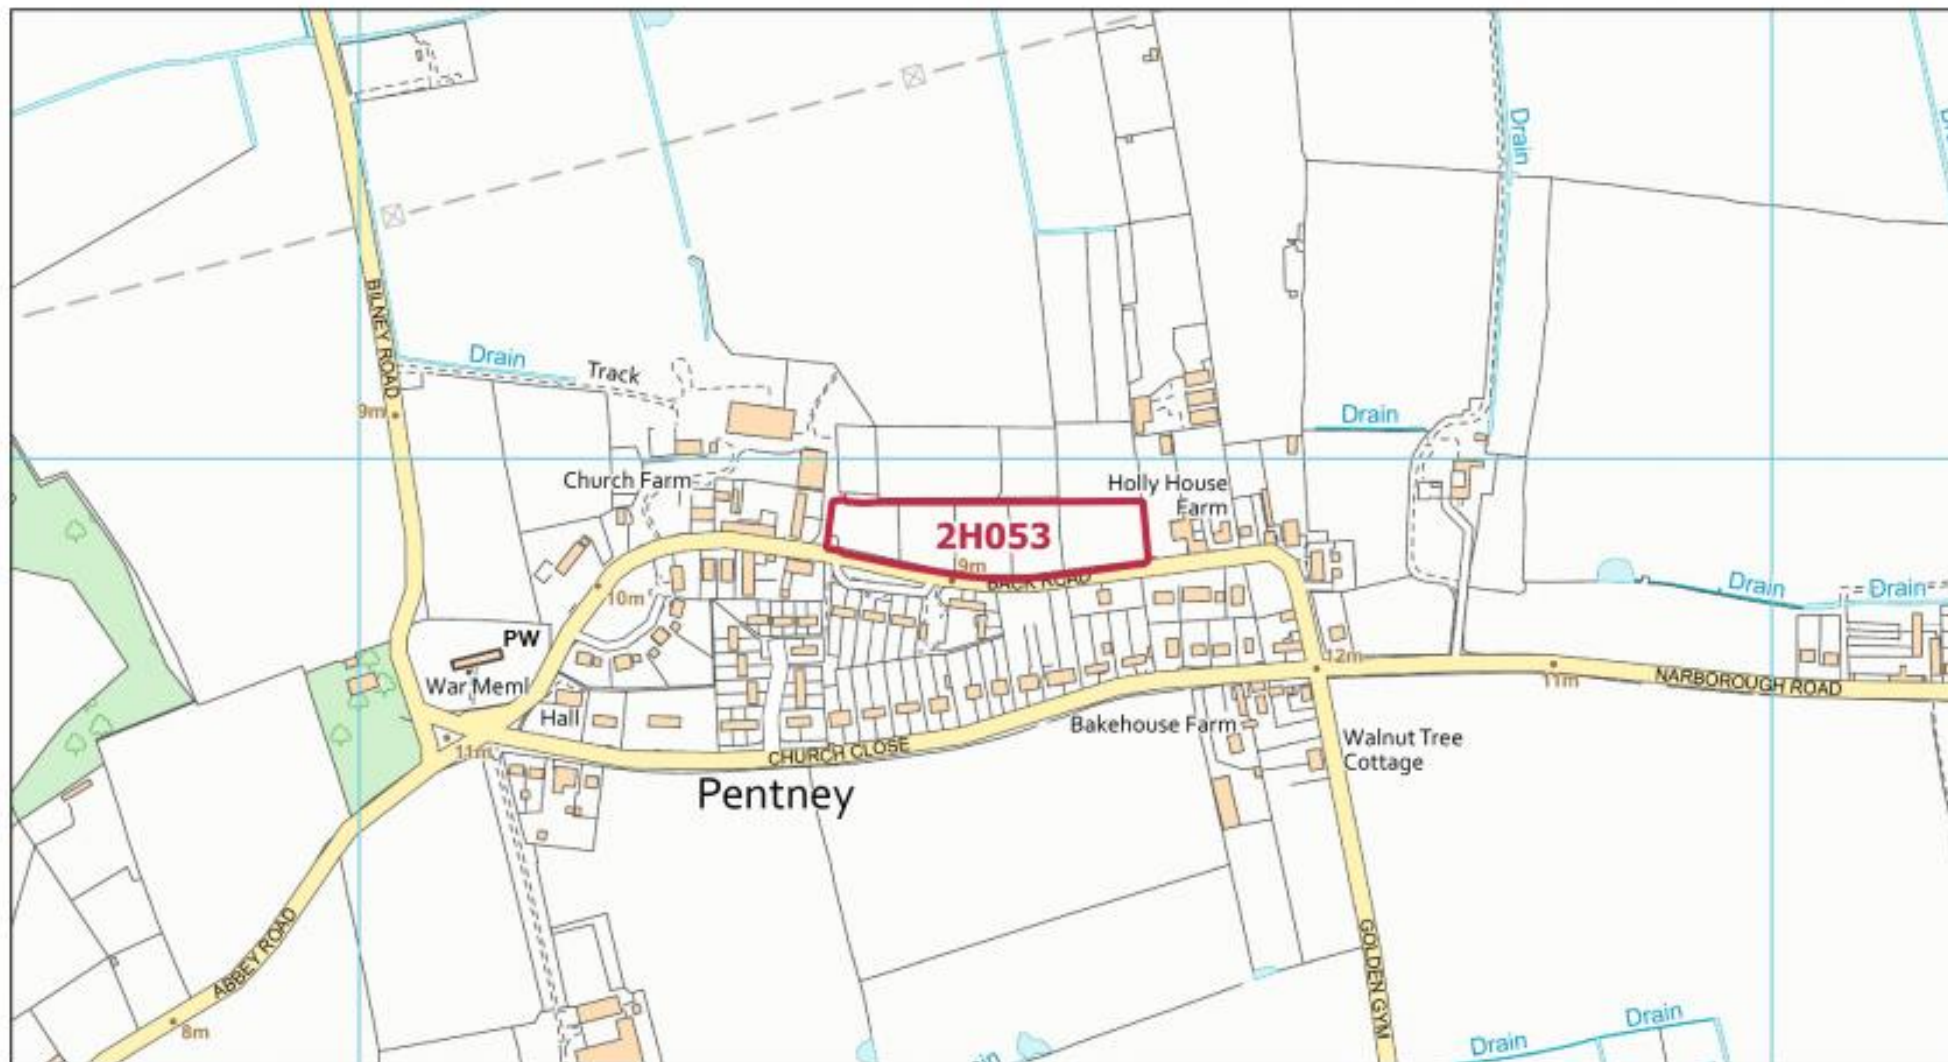 Drain
BILNEY ROAD
Drain
Track
9m
Drain
Church Farm
Holly House
Farm
2H053
9m
BACK ROAD
10m
Drain
Drain
PW
12m
War Meml
11m
NARBOROUGH ROAD
Hall
Bakehouse Farm
11m
CHURCH CLOSE
Walnut Tree
Cottage
Pentney
ABBEY ROAD
GOLDEN GYM
8m
Drain
Drain